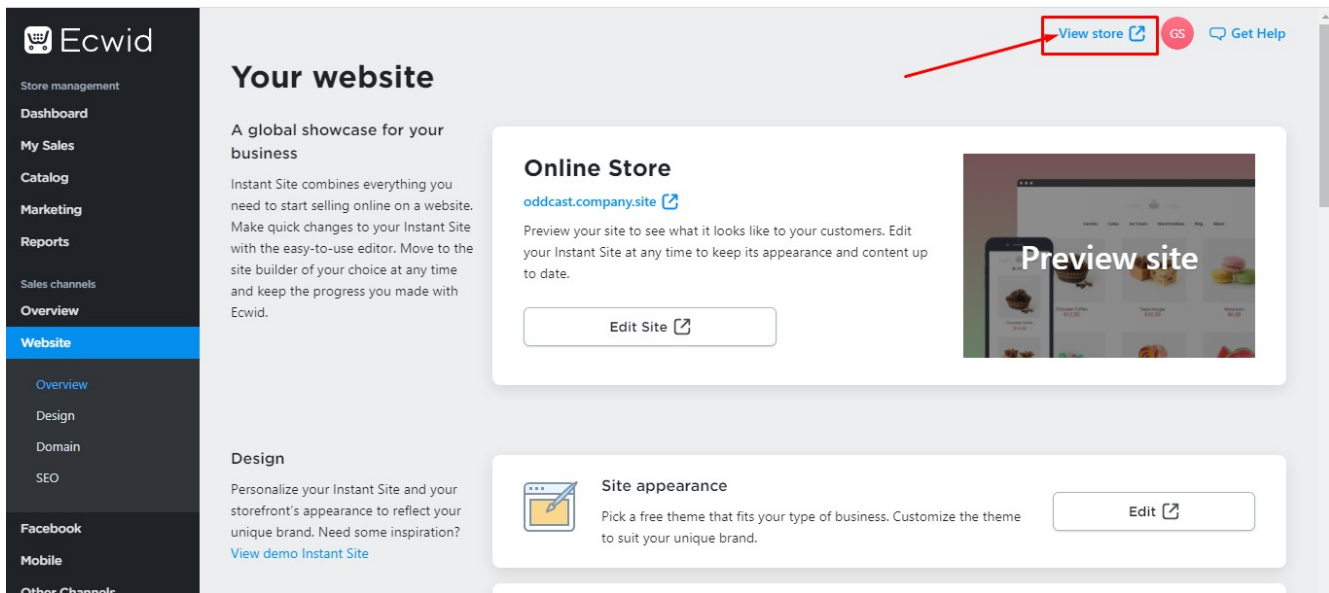 Ecwid
Store management
Dashboard
My Sales
Catalog
Marketing
Reports
Sales channels
Overview
Website
Overview
Design
Domain
SEO
Facebook
Mobile
Other Channels
View store
GS
Get Help
Your website
A global showcase for your
business
Instant Site combines everything you
need to start selling online on a website.
Make quick changes to your Instant Site
with the easy-to-use editor. Move to the
site builder of your choice at any time
and keep the progress you made with
Ecwid.
Online Store
oddcast.company.site
Preview your site to see what it looks like to your customers. Edit
your Instant Site at any time to keep its appearance and content up
to date.
Edit Site
Preview site
Design
Personalize your Instant Site and your
storefront's appearance to reflect your
unique brand. Need some inspiration?
View demo Instant Site
Site appearance
Pick a free theme that fits your type of business. Customize the theme
to suit your unique brand.
Edit